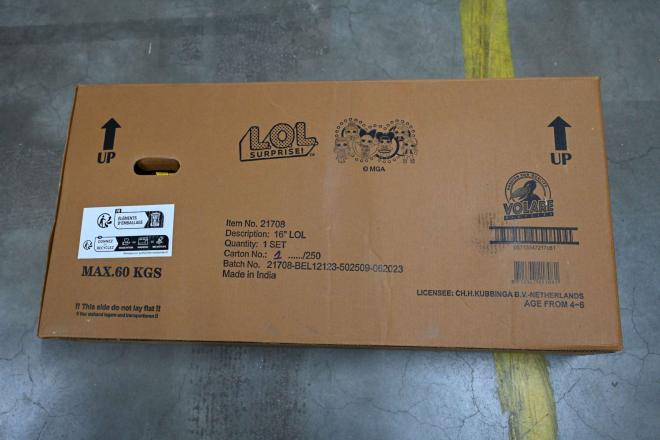 UP
LOL
SURPRISE!™
© MGA
UP
VOLARE
ÉLÉMENTS
D'EMBALLAGE
MAX.60 KGS
Item No. 21708
Description: 16" LOL
Quantity: 1 SET
Carton No.: 1 ....../250
Batch No. 21708-BEL12123-502509-062023
Made in India
!! This side do not lay flat !!
LICENSEE: CH.H.KUBBINGA B.V.-NETHERLANDS
AGE FROM 4-6